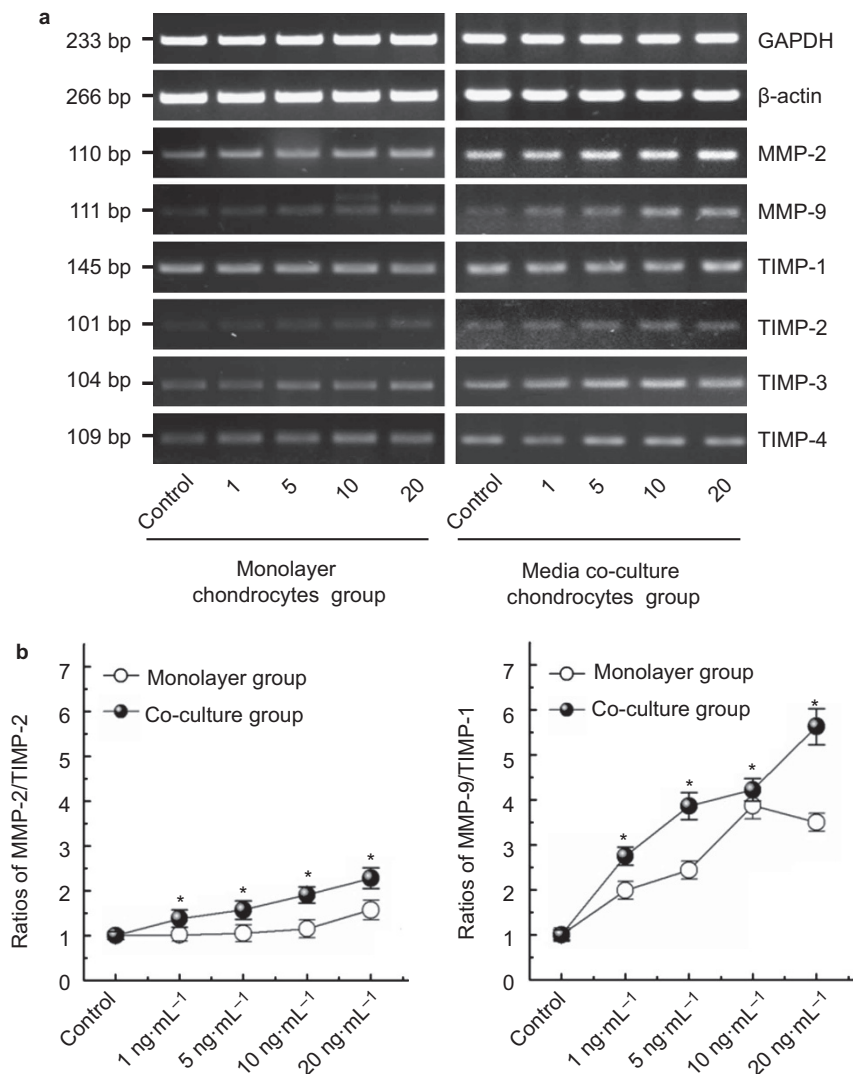 a
233 bp
GAPDH
266 bp
β-actin
110 bp
MMP-2
111 bp
MMP-9
145 bp
TIMP-1
101 bp
TIMP-2
104 bp
TIMP-3
109 bp
TIMP-4
Control 1 5 10 20
Control 1 5 10 20
Monolayer
chondrocytes group
Media co-culture
chondrocytes group
b
Ratios of MMP-2/TIMP-2
7
6
5
4
3
2
1
0
Monolayer group
Co-culture group
* * * *
Control 1 ng·mL−1 5 ng·mL−1 10 ng·mL−1 20 ng·mL−1
Ratios of MMP-9/TIMP-1
7
6
5
4
3
2
1
0
Monolayer group
Co-culture group
* * * *
Control 1 ng·mL−1 5 ng·mL−1 10 ng·mL−1 20 ng·mL−1